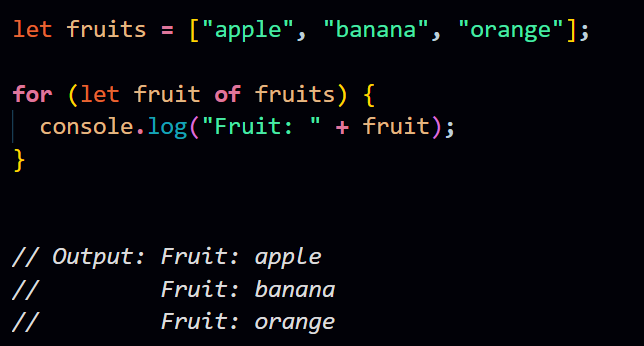 let fruits = ["apple", "banana", "orange"];
for (let fruit of fruits) {
  console.log("Fruit: " + fruit);
}
// Output: Fruit: apple
//         Fruit: banana
//         Fruit: orange